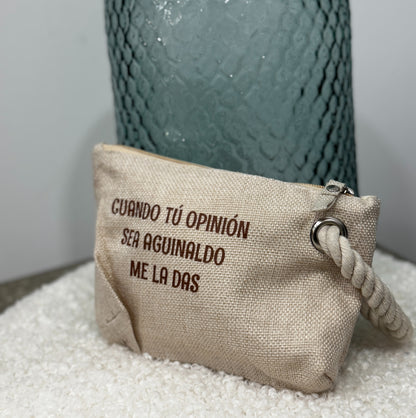 CUANDO TÚ OPINIÓN
SEA AGUINALDO
ME LA DAS